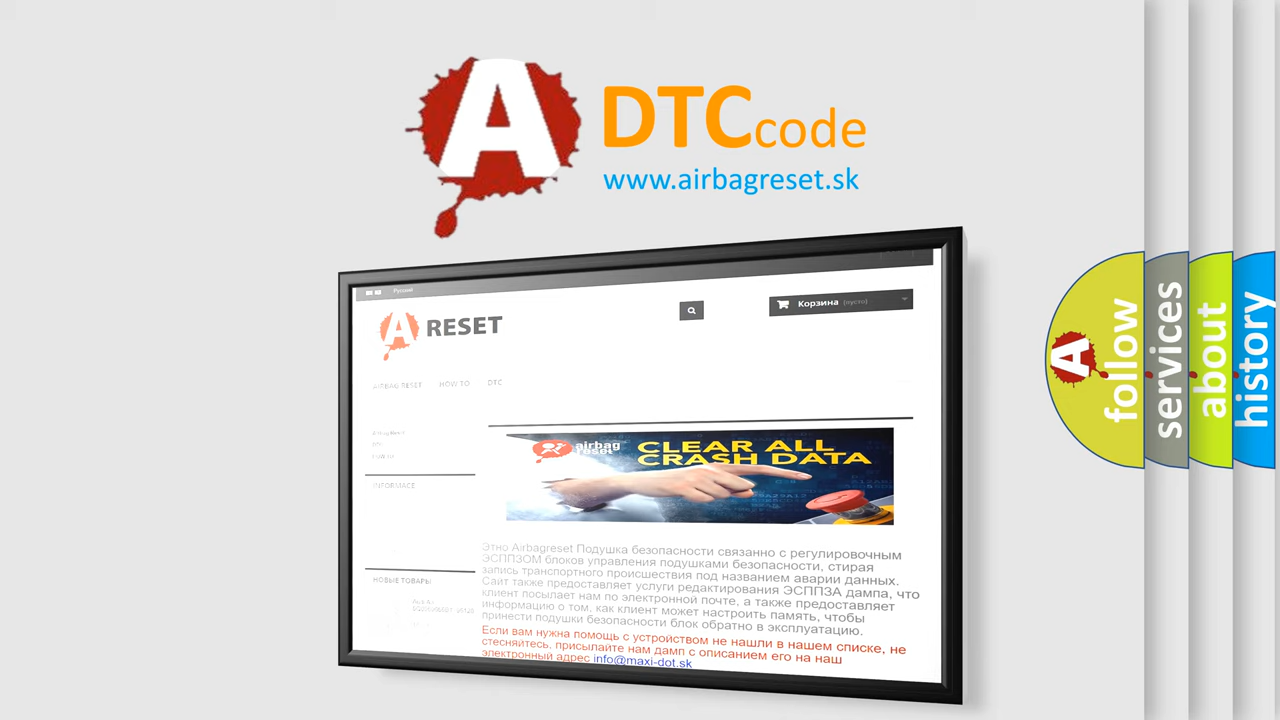 A DTC code
www.airbagreset.sk
Русский
A RESET
Корзина (пусто)
AIRBAG RESET HOW TO DTC
INFORMACE
airbag
reset
CLEAR ALL
CRASH DATA
Этно Airbagreset Подушка безопасности связанно с регулировочным
ЭСППЗОМ блоков управления подушками безопасности, стирая
запись транспортного происшествия под названием аварии данных.
Сайт также предоставляет услуги редактирования ЭСППЗА дампа, что
клиент посылает нам по электронной почте, а также предоставляет
информацию о том, как клиент может настроить память, чтобы
принести подушки безопасности блок обратно в эксплуатацию.
Если вам нужна помощь с устройством не нашли в нашем списке, не
стесняйтесь, присылайте нам дамп с описанием его на наш
электронный адрес info@maxi-dot.sk
НОВЫЕ ТОВАРЫ
A
follow
services
about
history